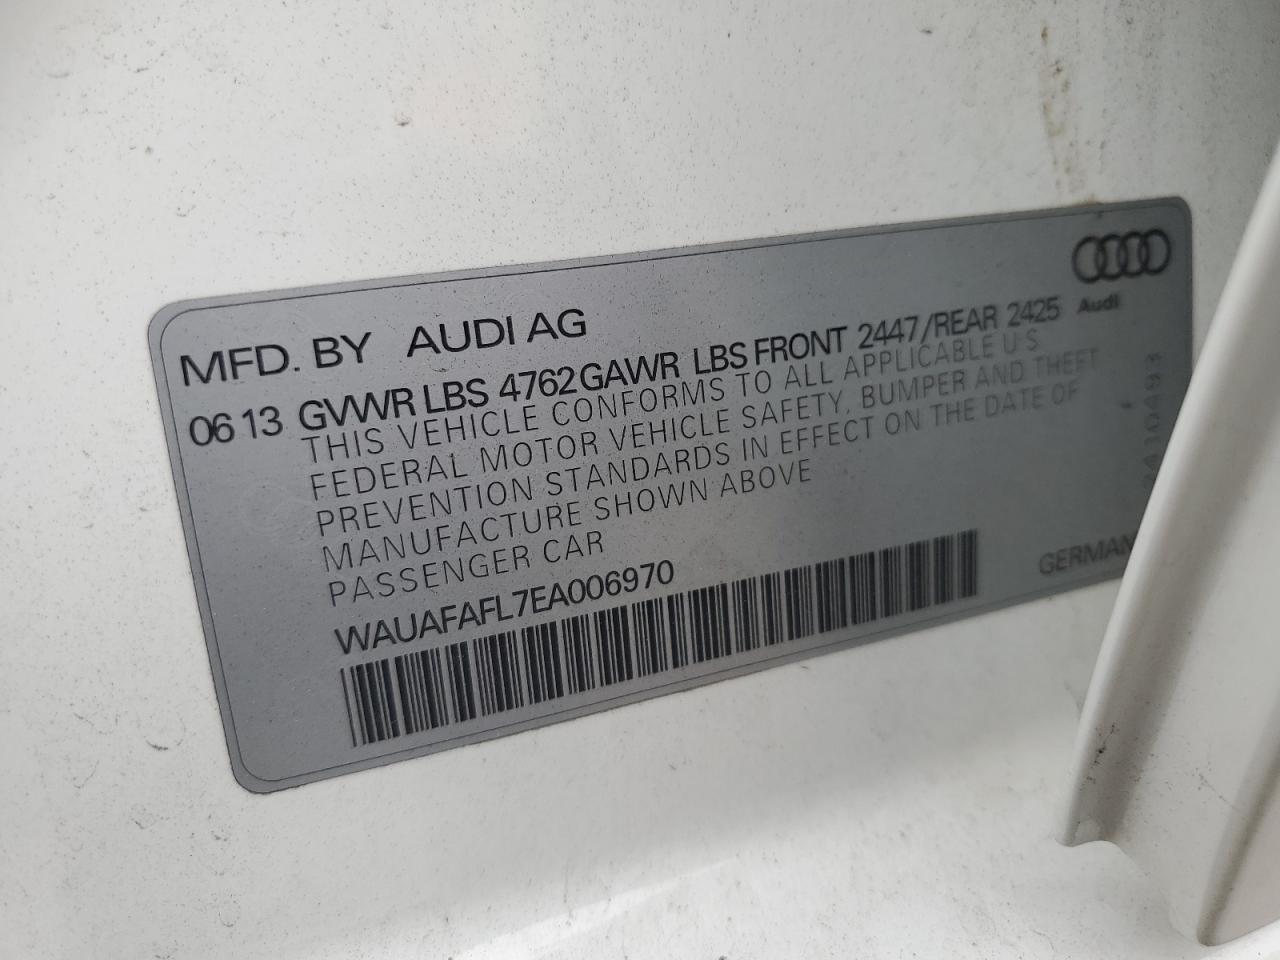 MFD. BY AUDI AG
Audi
06 13 GVWR LBS 4762 GAWR LBS FRONT 2447/REAR 2425
THIS VEHICLE CONFORMS TO ALL APPLICABLE U S
FEDERAL MOTOR VEHICLE SAFETY, BUMPER AND THEFT
PREVENTION STANDARDS IN EFFECT ON THE DATE OF
MANUFACTURE SHOWN ABOVE
PASSENGER CAR
WAUAFAFL7EA006970
GERMAN